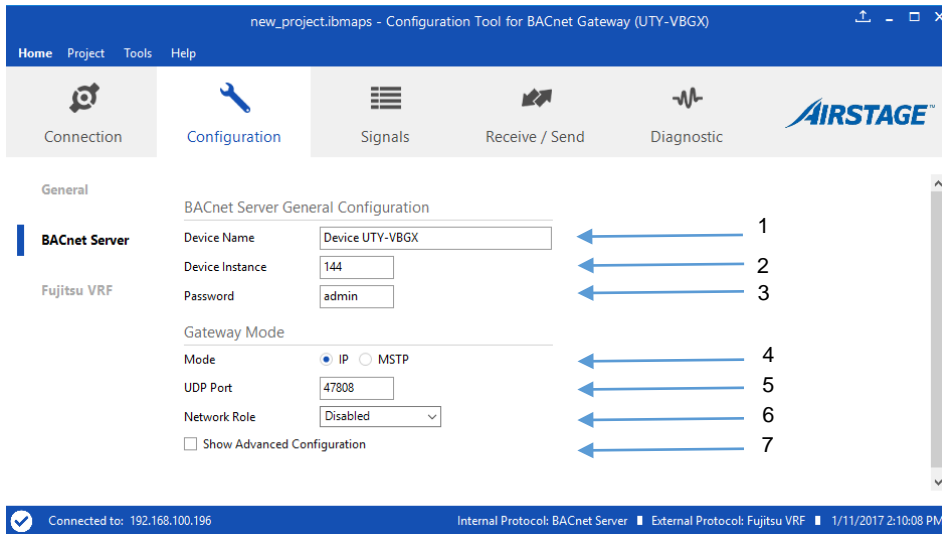 new_project.ibmaps - Configuration Tool for BACnet Gateway (UTY-VBGX)
Home Project Tools Help
Connection Configuration Signals Receive / Send Diagnostic AIRSTAGE™
General
BACnet Server General Configuration
BACnet Server Device Name Device UTY-VBGX 1
Device Instance 144 2
Fujitsu VRF Password admin 3
Gateway Mode
Mode IP MSTP 4
UDP Port 47808 5
Network Role Disabled 6
Show Advanced Configuration 7
Connected to: 192.168.100.196 Internal Protocol: BACnet Server External Protocol: Fujitsu VRF 1/11/2017 2:10:08 PM